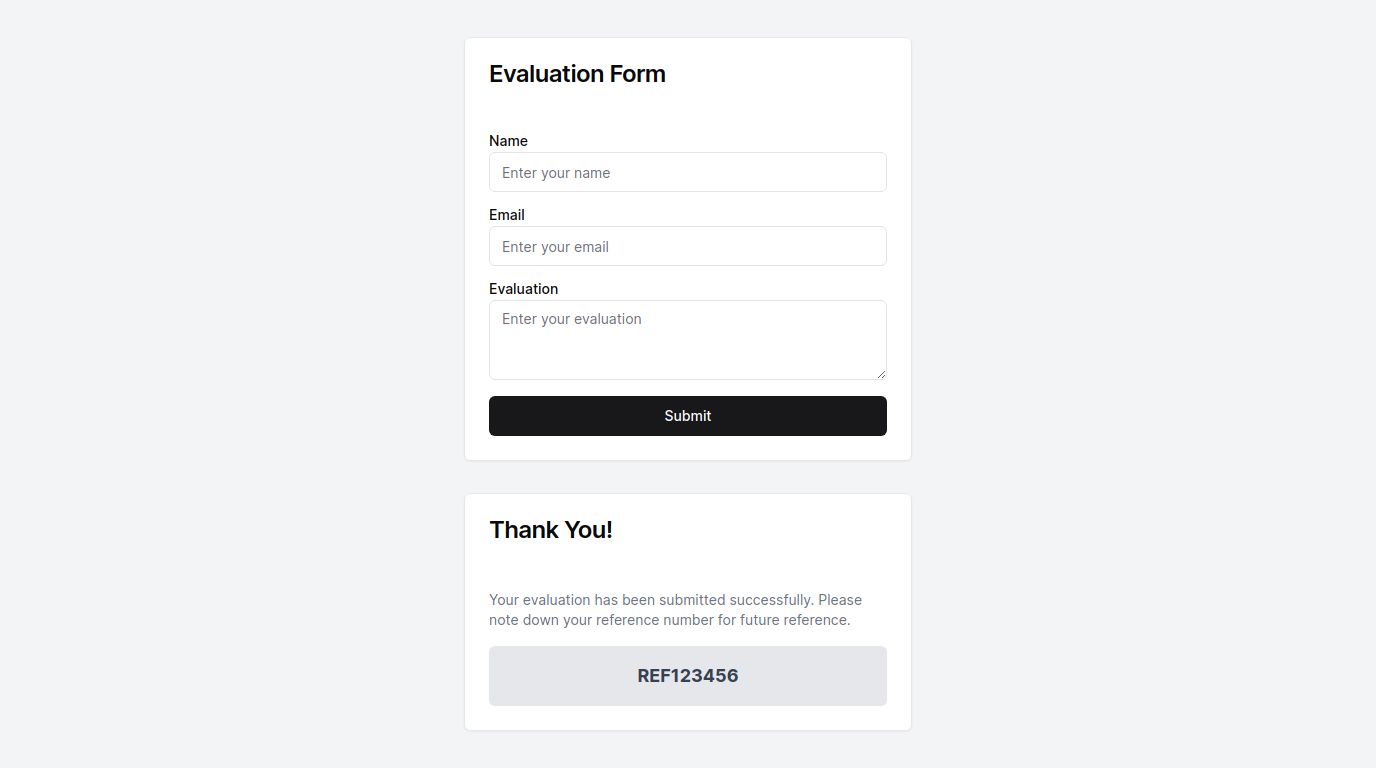 Evaluation Form
Name
Enter your name
Email
Enter your email
Evaluation
Enter your evaluation
Submit
Thank You!
Your evaluation has been submitted successfully. Please
note down your reference number for future reference.
REF123456